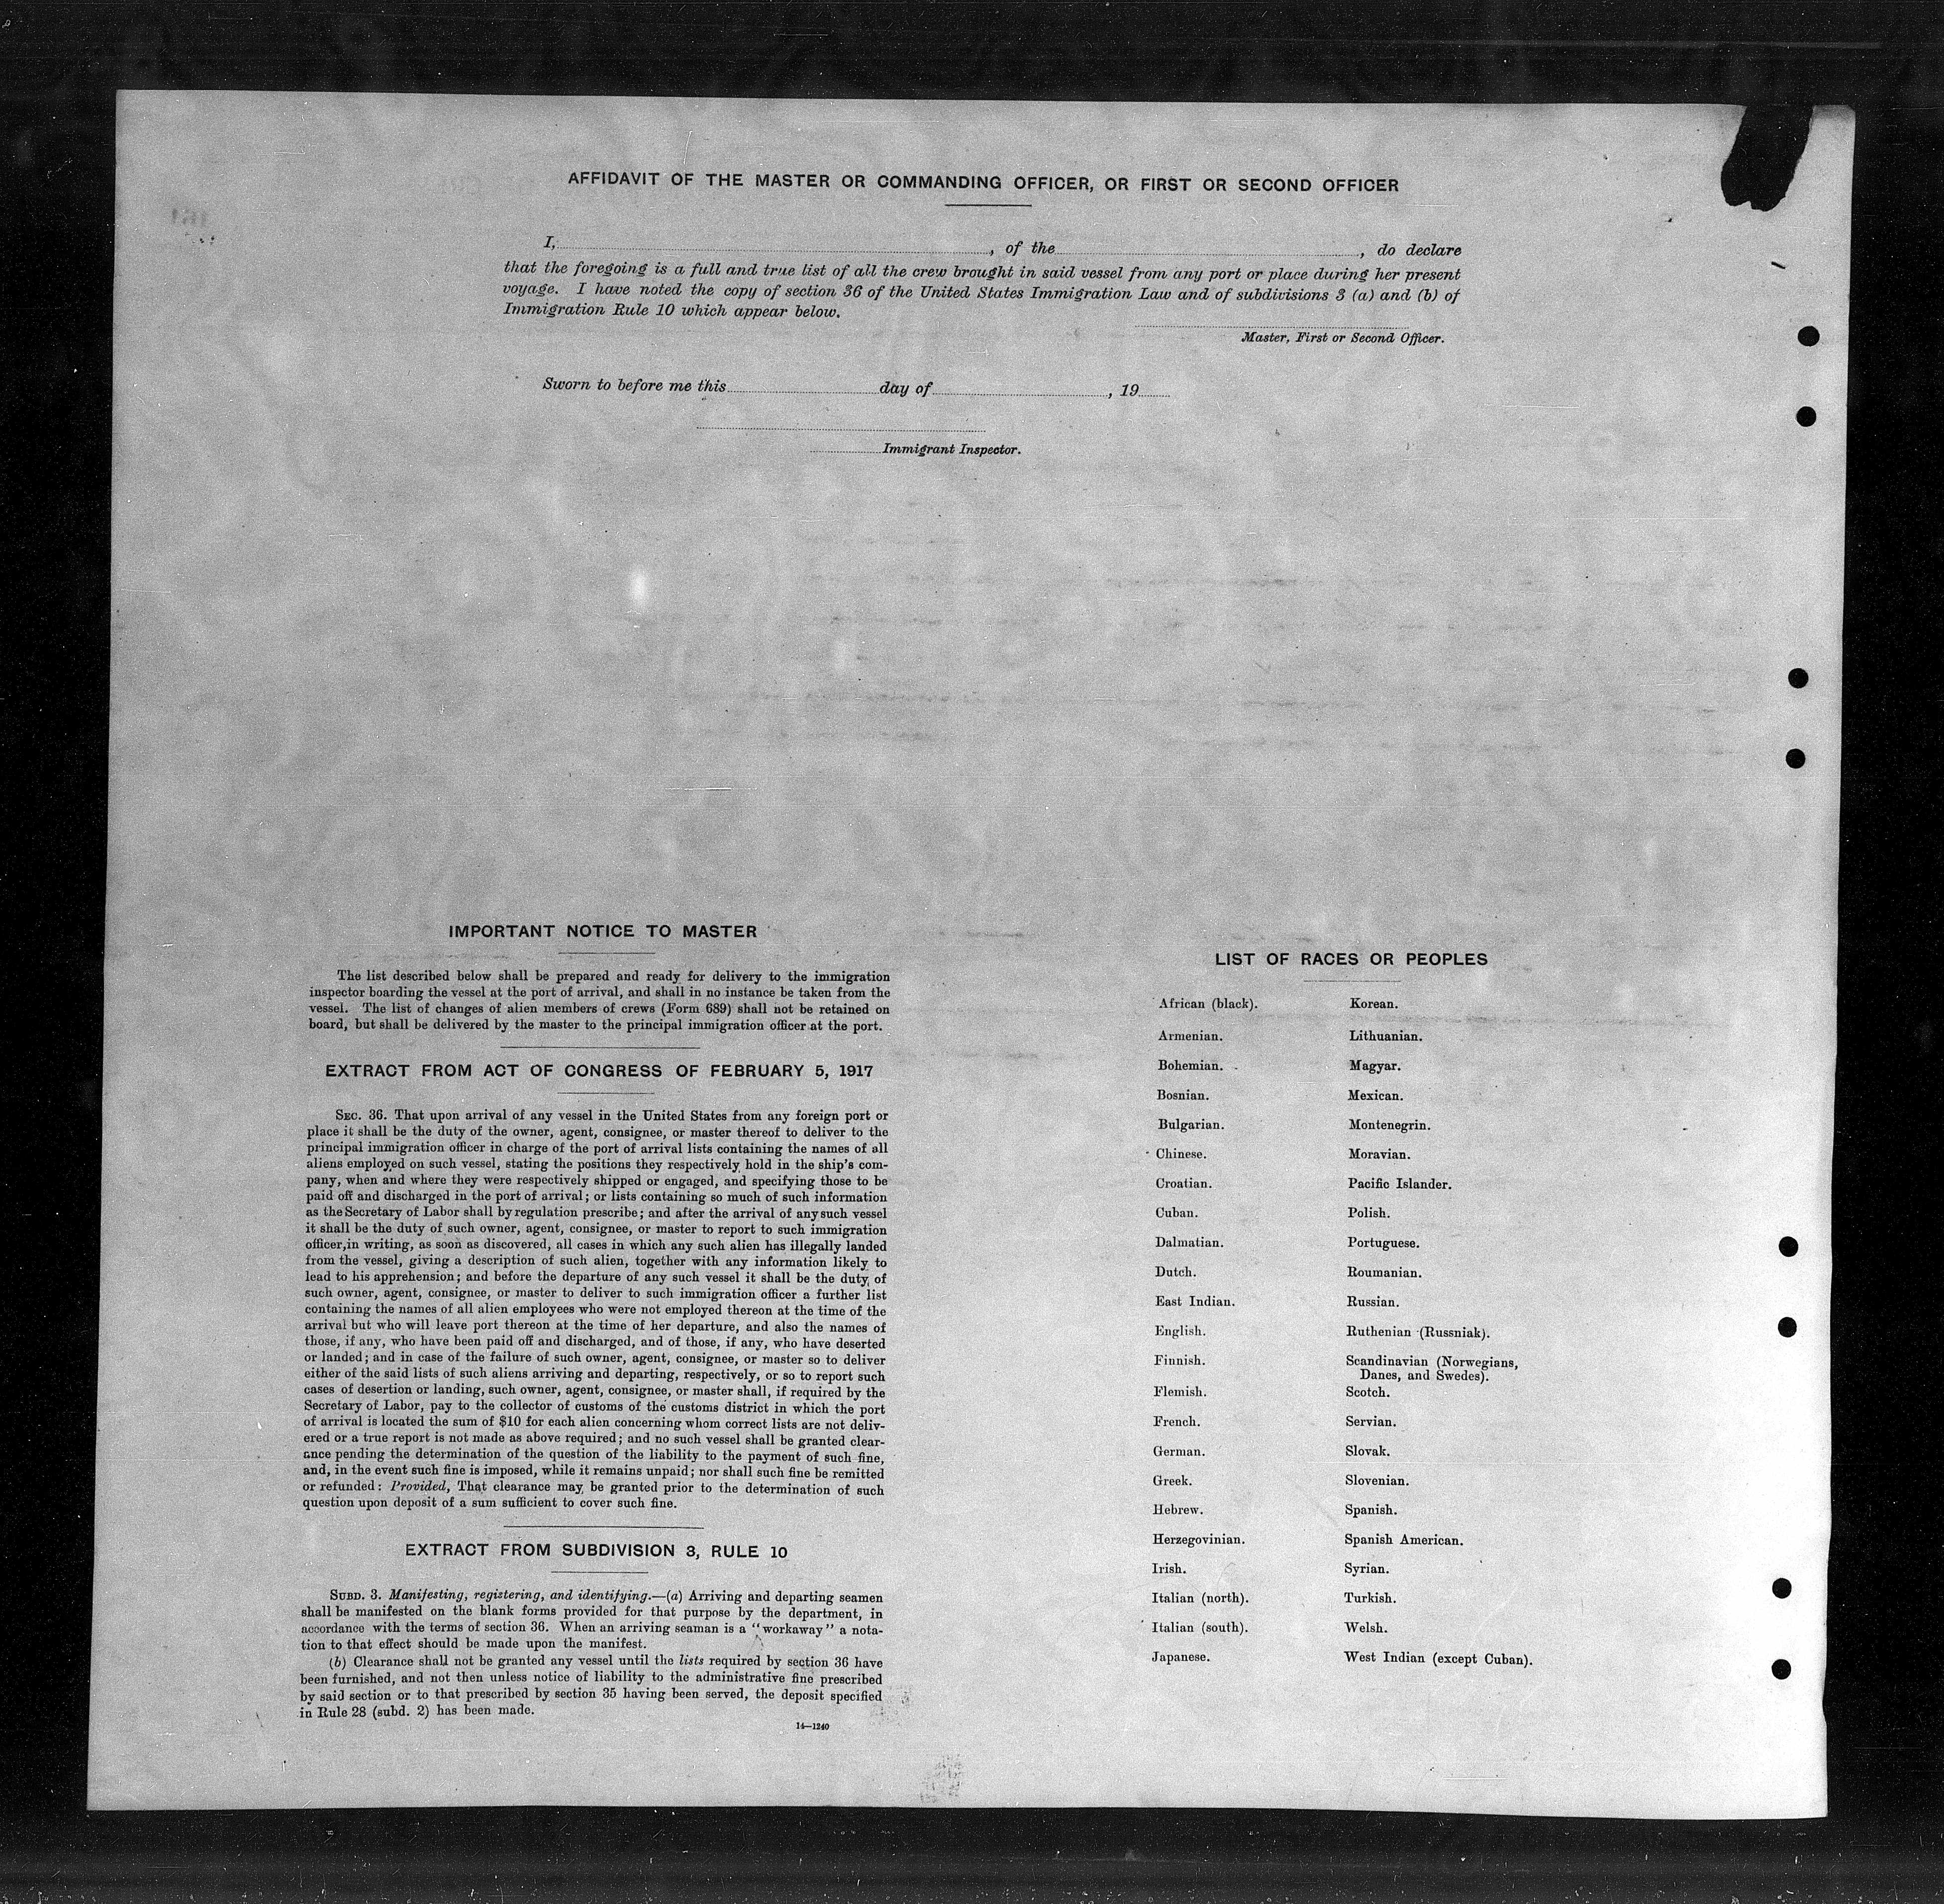 AFFIDAVIT OF THE MASTER OR COMMANDING OFFICER, OR FIRST OR SECOND OFFICER
I, , of the , do declare
that the foregoing is a full and true list of all the crew brought in said vessel from any port or place during her present
voyage. I have noted the copy of section 36 of the United States Immigration Law and of subdivisions 3 (a) and (b) of
Immigration Rule 10 which appear below.
Master, First or Second Officer.
Sworn to before me this day of , 19
Immigrant Inspector.
IMPORTANT NOTICE TO MASTER
The list described below shall be prepared and ready for delivery to the immigration
inspector boarding the vessel at the port of arrival, and shall in no instance be taken from the
vessel. The list of changes of alien members of crews (Form 689) shall not be retained on
board, but shall be delivered by the master to the principal immigration officer at the port.
EXTRACT FROM ACT OF CONGRESS OF FEBRUARY 5, 1917
SEC. 36. That upon arrival of any vessel in the United States from any foreign port or
place it shall be the duty of the owner, agent, consignee, or master thereof to deliver to the
principal immigration officer in charge of the port of arrival lists containing the names of all
aliens employed on such vessel, stating the positions they respectively hold in the ship's com-
pany, when and where they were respectively shipped or engaged, and specifying those to be
paid off and discharged in the port of arrival; or lists containing so much of such information
as the Secretary of Labor shall by regulation prescribe; and after the arrival of any such vessel
it shall be the duty of such owner, agent, consignee, or master to report to such immigration
officer, in writing, as soon as discovered, all cases in which any such alien has illegally landed
from the vessel, giving a description of such alien, together with any information likely to
lead to his apprehension; and before the departure of any such vessel it shall be the duty of
such owner, agent, consignee, or master to deliver to such immigration officer a further list
containing the names of all alien employees who were not employed thereon at the time of the
arrival but who will leave port thereon at the time of her departure, and also the names of
those, if any, who have been paid off and discharged, and of those, if any, who have deserted
or landed; and in case of the failure of such owner, agent, consignee, or master so to deliver
either of the said lists of such aliens arriving and departing, respectively, or so to report such
cases of desertion or landing, such owner, agent, consignee, or master shall, if required by the
Secretary of Labor, pay to the collector of customs of the customs district in which the port
of arrival is located the sum of $10 for each alien concerning whom correct lists are not deliv-
ered or a true report is not made as above required; and no such vessel shall be granted clear-
ance pending the determination of the question of the liability to the payment of such fine,
and, in the event such fine is imposed, while it remains unpaid; nor shall such fine be remitted
or refunded: Provided, That clearance may be granted prior to the determination of such
question upon deposit of a sum sufficient to cover such fine.
EXTRACT FROM SUBDIVISION 3, RULE 10
SUBD. 3. Manifesting, registering, and identifying.—(a) Arriving and departing seamen
shall be manifested on the blank forms provided for that purpose by the department, in
accordance with the terms of section 36. When an arriving seaman is a "workaway" a nota-
tion to that effect should be made upon the manifest.
(b) Clearance shall not be granted any vessel until the lists required by section 36 have
been furnished, and not then unless notice of liability to the administrative fine prescribed
by said section or to that prescribed by section 35 having been served, the deposit specified
in Rule 28 (subd. 2) has been made.
14—1240
LIST OF RACES OR PEOPLES
African (black).
Armenian.
Bohemian.
Bosnian.
Bulgarian.
Chinese.
Croatian.
Cuban.
Dalmatian.
Dutch.
East Indian.
English.
Finnish.
Flemish.
French.
German.
Greek.
Hebrew.
Herzegovinian.
Irish.
Italian (north).
Italian (south).
Japanese.
Korean.
Lithuanian.
Magyar.
Mexican.
Montenegrin.
Moravian.
Pacific Islander.
Polish.
Portuguese.
Roumanian.
Russian.
Ruthenian (Russniak).
Scandinavian (Norwegians,
Danes, and Swedes).
Scotch.
Servian.
Slovak.
Slovenian.
Spanish.
Spanish American.
Syrian.
Turkish.
Welsh.
West Indian (except Cuban).